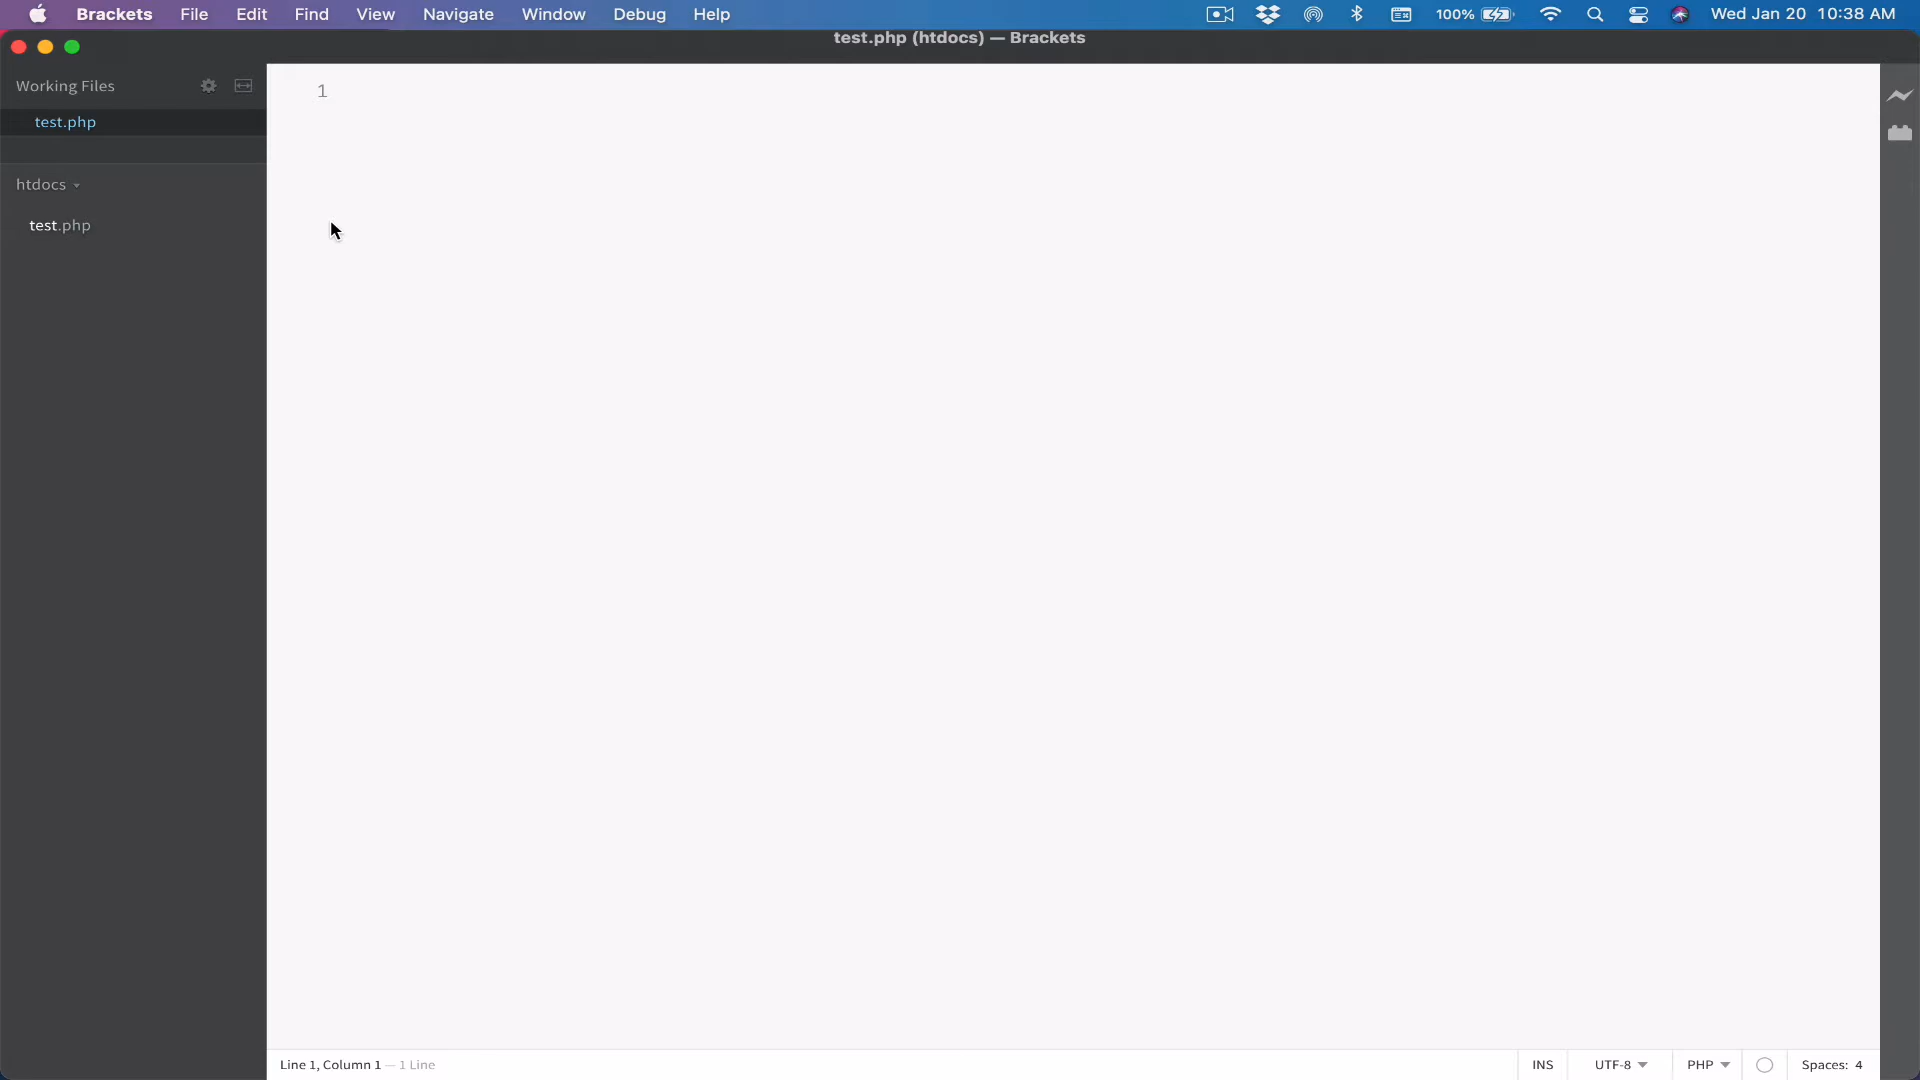 Brackets File Edit Find View Navigate Window Debug Help 100% Wed Jan 20 10:38 AM
test.php (htdocs) — Brackets
Working Files
test.php
htdocs
test.php
1
Line 1, Column 1 — 1 Line INS UTF-8 PHP Spaces: 4